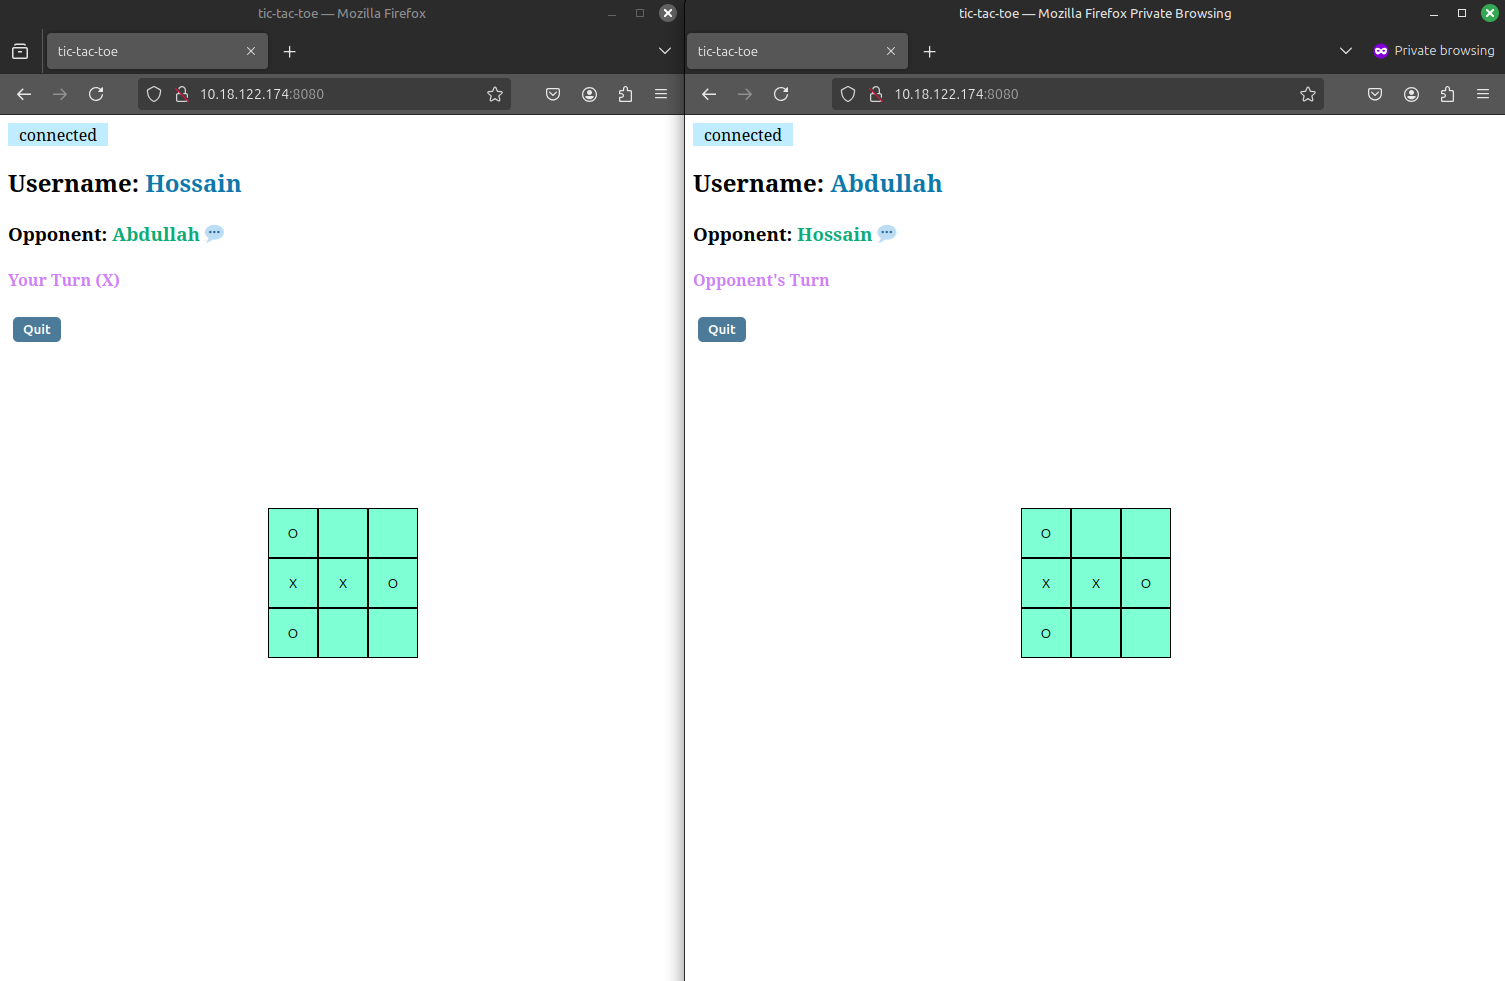 tic-tac-toe — Mozilla Firefox
tic-tac-toe
10.18.122.174:8080
connected
Username: Hossain
Opponent: Abdullah
Your Turn (X)
Quit
O
X X O
O
tic-tac-toe — Mozilla Firefox Private Browsing
tic-tac-toe
Private browsing
10.18.122.174:8080
connected
Username: Abdullah
Opponent: Hossain
Opponent's Turn
Quit
O
X X O
O